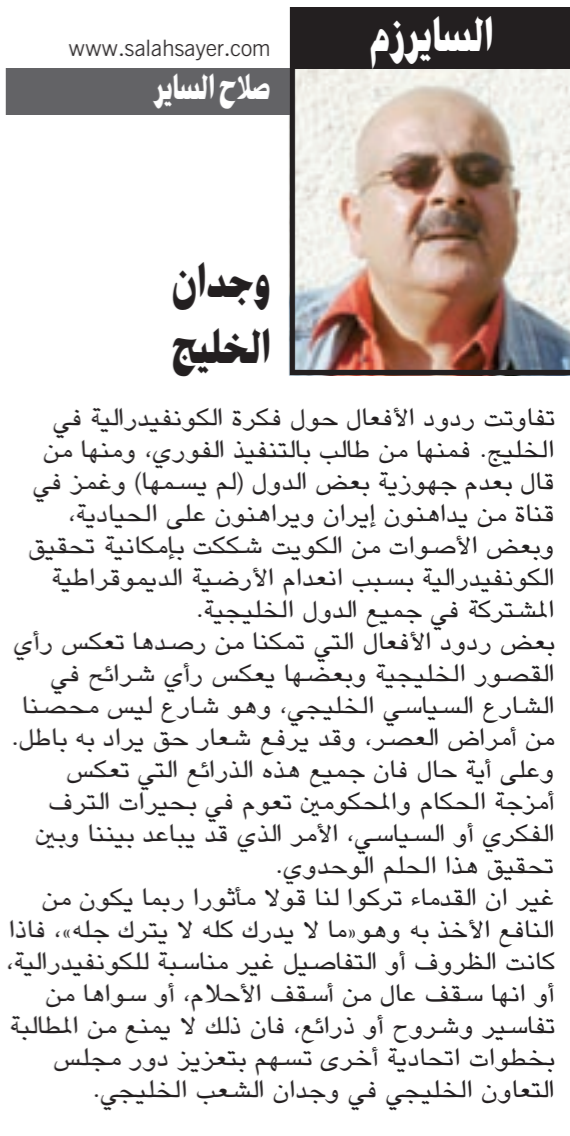 السايرزم
www.salahsayer.com
صلاح الساير
وجدان
الخليج
تفاوتت ردود الأفعال حول فكرة الكونفيدرالية في
الخليج. فمنها من طالب بالتنفيذ الفوري، ومنها من
قال بعدم جهوزية بعض الدول (لم يسمها) وغمز في
قناة من يداهنون إيران ويراهنون على الحيادية،
وبعض الأصوات من الكويت شككت بإمكانية تحقيق
الكونفيدرالية بسبب انعدام الأرضية الديموقراطية
المشتركة في جميع الدول الخليجية.
بعض ردود الأفعال التي تمكنا من رصدها تعكس رأي
القصور الخليجية وبعضها يعكس رأي شرائح في
الشارع السياسي الخليجي، وهو شارع ليس محصنا
من أمراض العصر، وقد يرفع شعار حق يراد به باطل.
وعلى أية حال فان جميع هذه الذرائع التي تعكس
أمزجة الحكام والمحكومين تعوم في بحيرات الترف
الفكري أو السياسي، الأمر الذي قد يباعد بيننا وبين
تحقيق هذا الحلم الوحدوي.
غير ان القدماء تركوا لنا قولا مأثورا ربما يكون من
النافع الأخذ به وهو«ما لا يدرك كله لا يترك جله»، فاذا
كانت الظروف أو التفاصيل غير مناسبة للكونفيدرالية،
أو انها سقف عال من أسقف الأحلام، أو سواها من
تفاسير وشروح أو ذرائع، فان ذلك لا يمنع من المطالبة
بخطوات اتحادية أخرى تسهم بتعزيز دور مجلس
التعاون الخليجي في وجدان الشعب الخليجي.